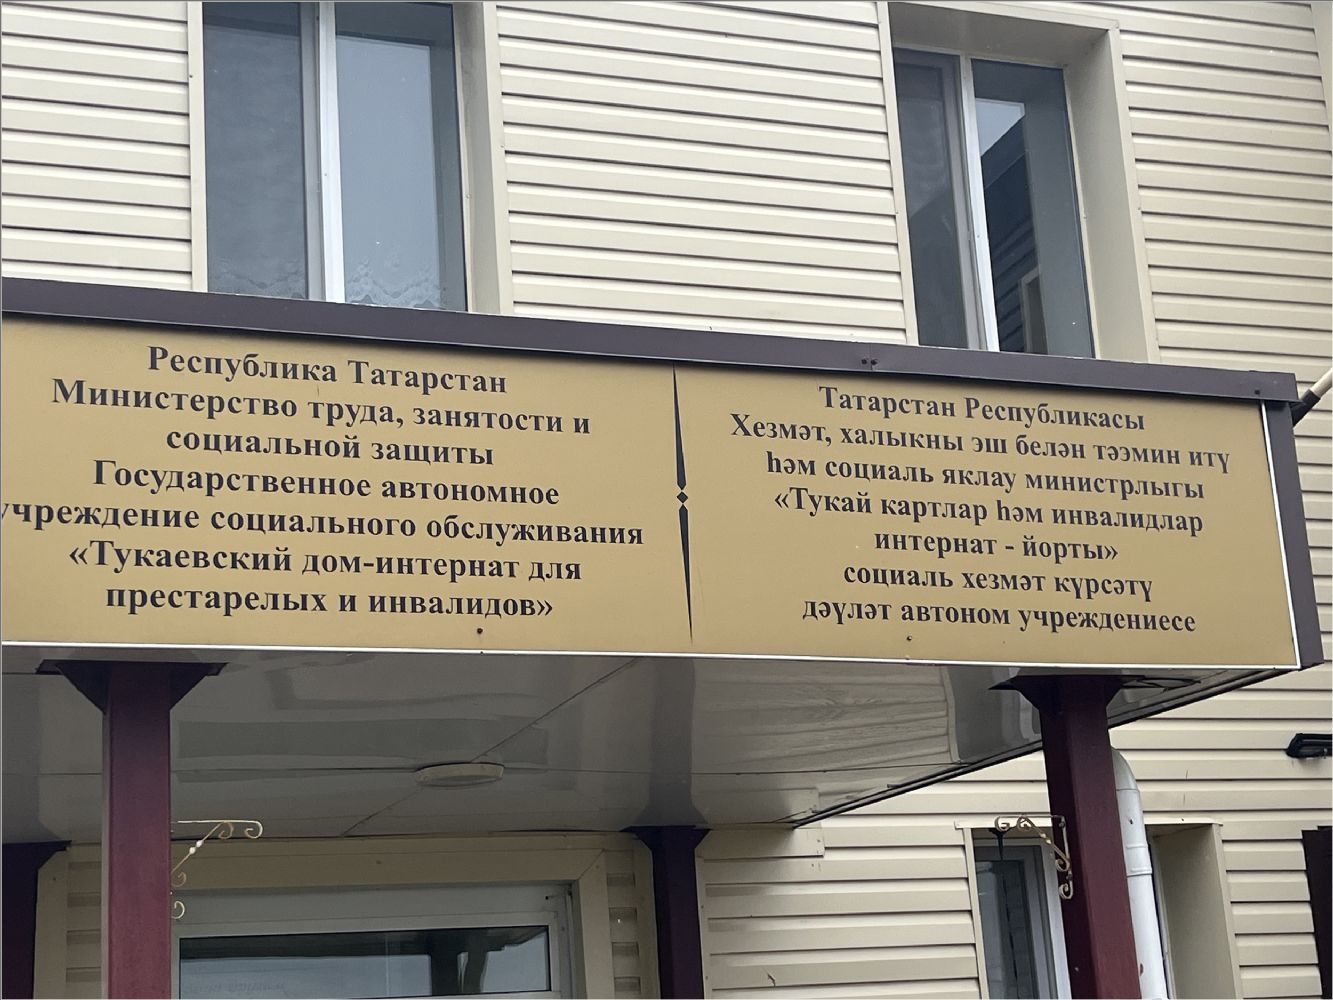 Республика Татарстан
Министерство труда, занятости и
социальной защиты
Государственное автономное
учреждение социального обслуживания
«Тукаевский дом-интернат для
престарелых и инвалидов»
Татарстан Республикасы
Хезмәт, халыкны эш белән тәэмин итү
һәм социаль яклау министрлыгы
«Тукай картлар һәм инвалидлар
интернат - йорты»
социаль хезмәт күрсәтү
дәүләт автоном учреждениесе